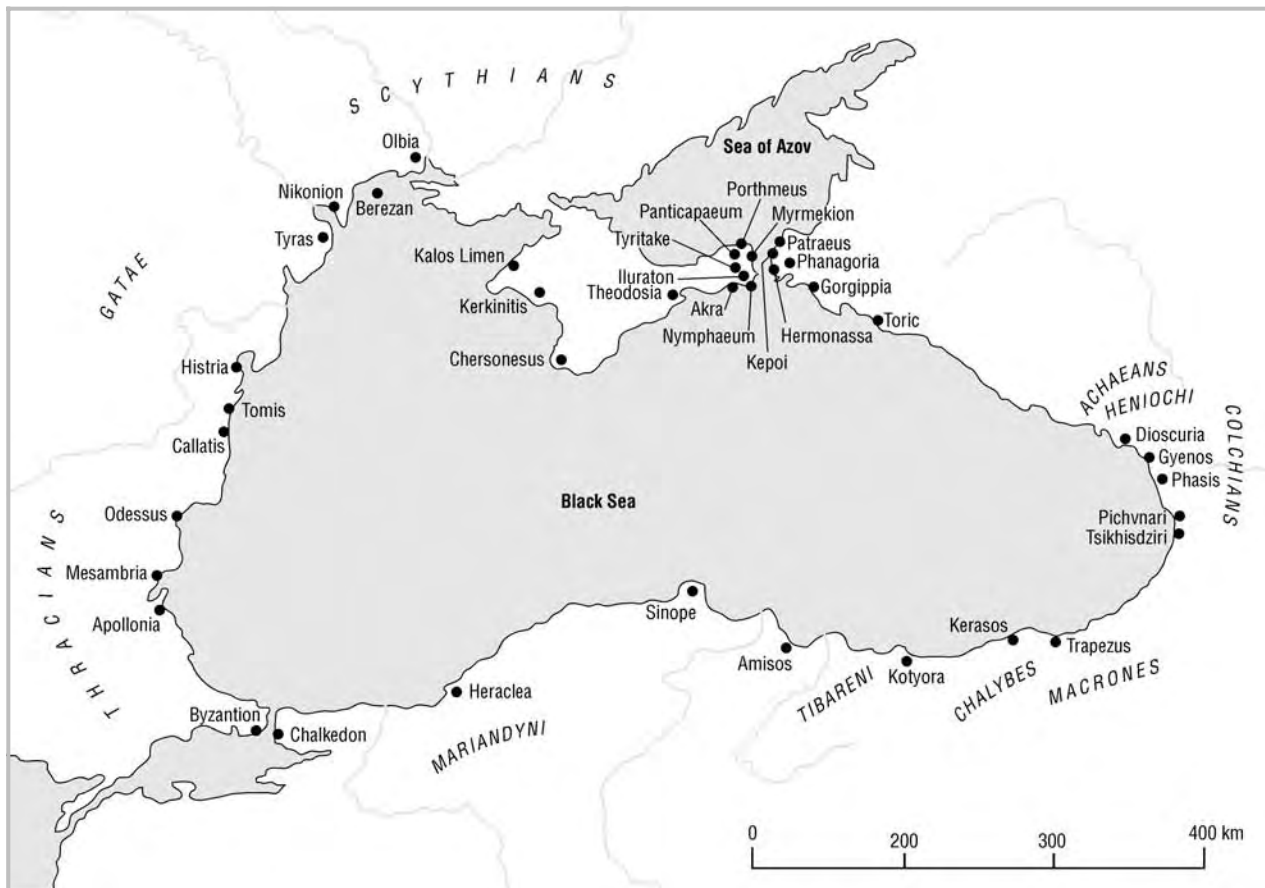 SCYTHIANS
Olbia
Sea of Azov
Porthmeus
Nikonion
Berezan
Panticapaeum
Myrmekion
Tyras
Tyritake
Patraeus
Kalos Limen
Phanagoria
Iluraton
GATAE
Theodosia
Gorgippia
Kerkinitis
Akra
Toric
Nymphaeum
Hermonassa
Chersonesus
Kepoi
Histria
ACHAEANS
HENIOCHI
Tomis
COLCHIANS
Callatis
Dioscuria
Gyenos
Phasis
Black Sea
Odessus
Pichvnari
Tsikhisdziri
THRACIANS
Mesambria
Sinope
Apollonia
Kerasos
Trapezus
Amisos
Kotyora
TIBARENI
CHALYBES
MACRONES
Heraclea
Byzantion
Chalkedon
MARIANDYNI
0
200
300
400 km